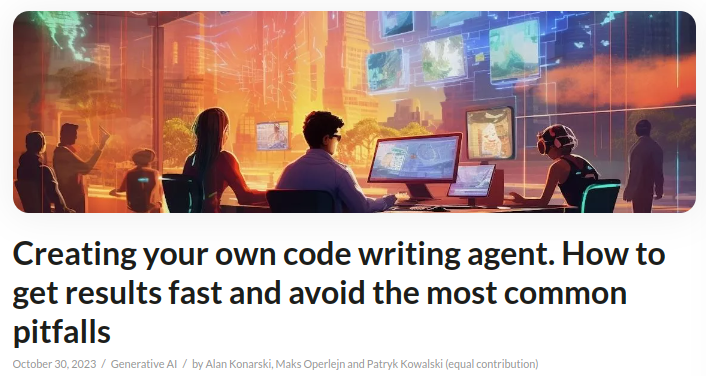 Creating your own code writing agent. How to
get results fast and avoid the most common
pitfalls
October 30, 2023 / Generative AI / by Alan Konarski, Maks Operlejn and Patryk Kowalski (equal contribution)